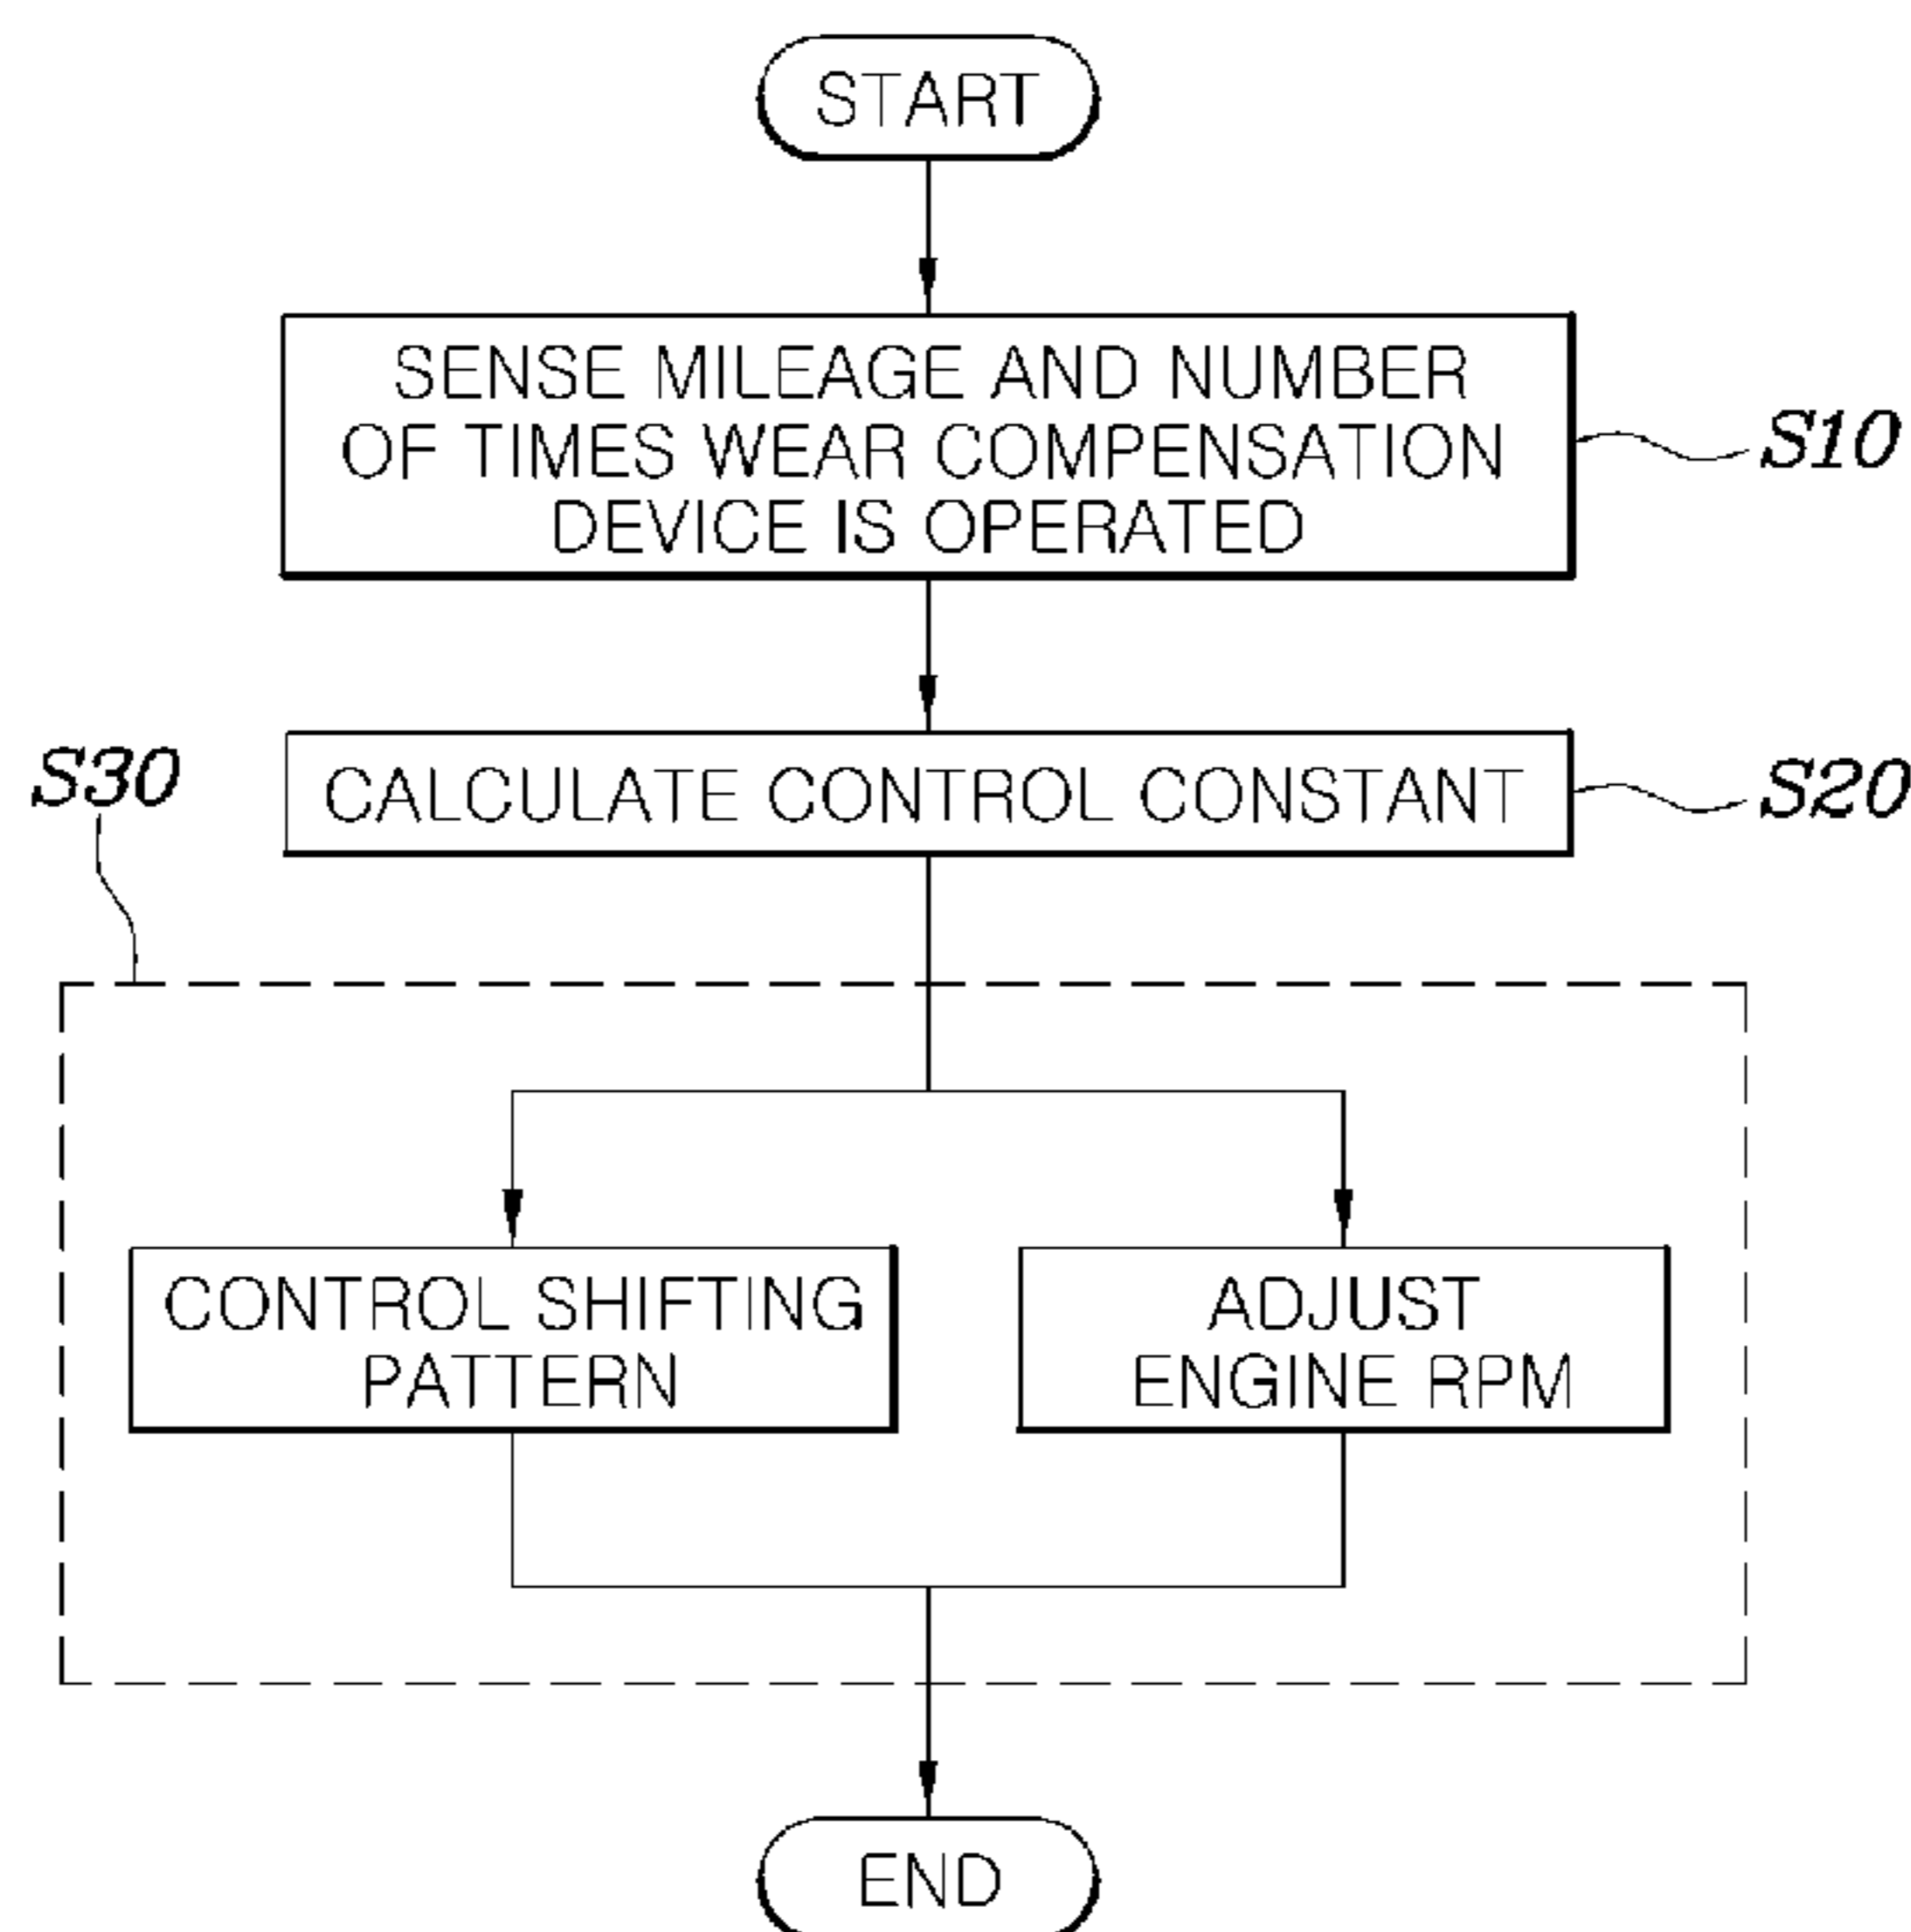 START
SENSE MILEAGE AND NUMBER
OF TIMES WEAR COMPENSATION
DEVICE IS OPERATED
S10
S30
CALCULATE CONTROL CONSTANT
S20
CONTROL SHIFTING
PATTERN
ADJUST
ENGINE RPM
END